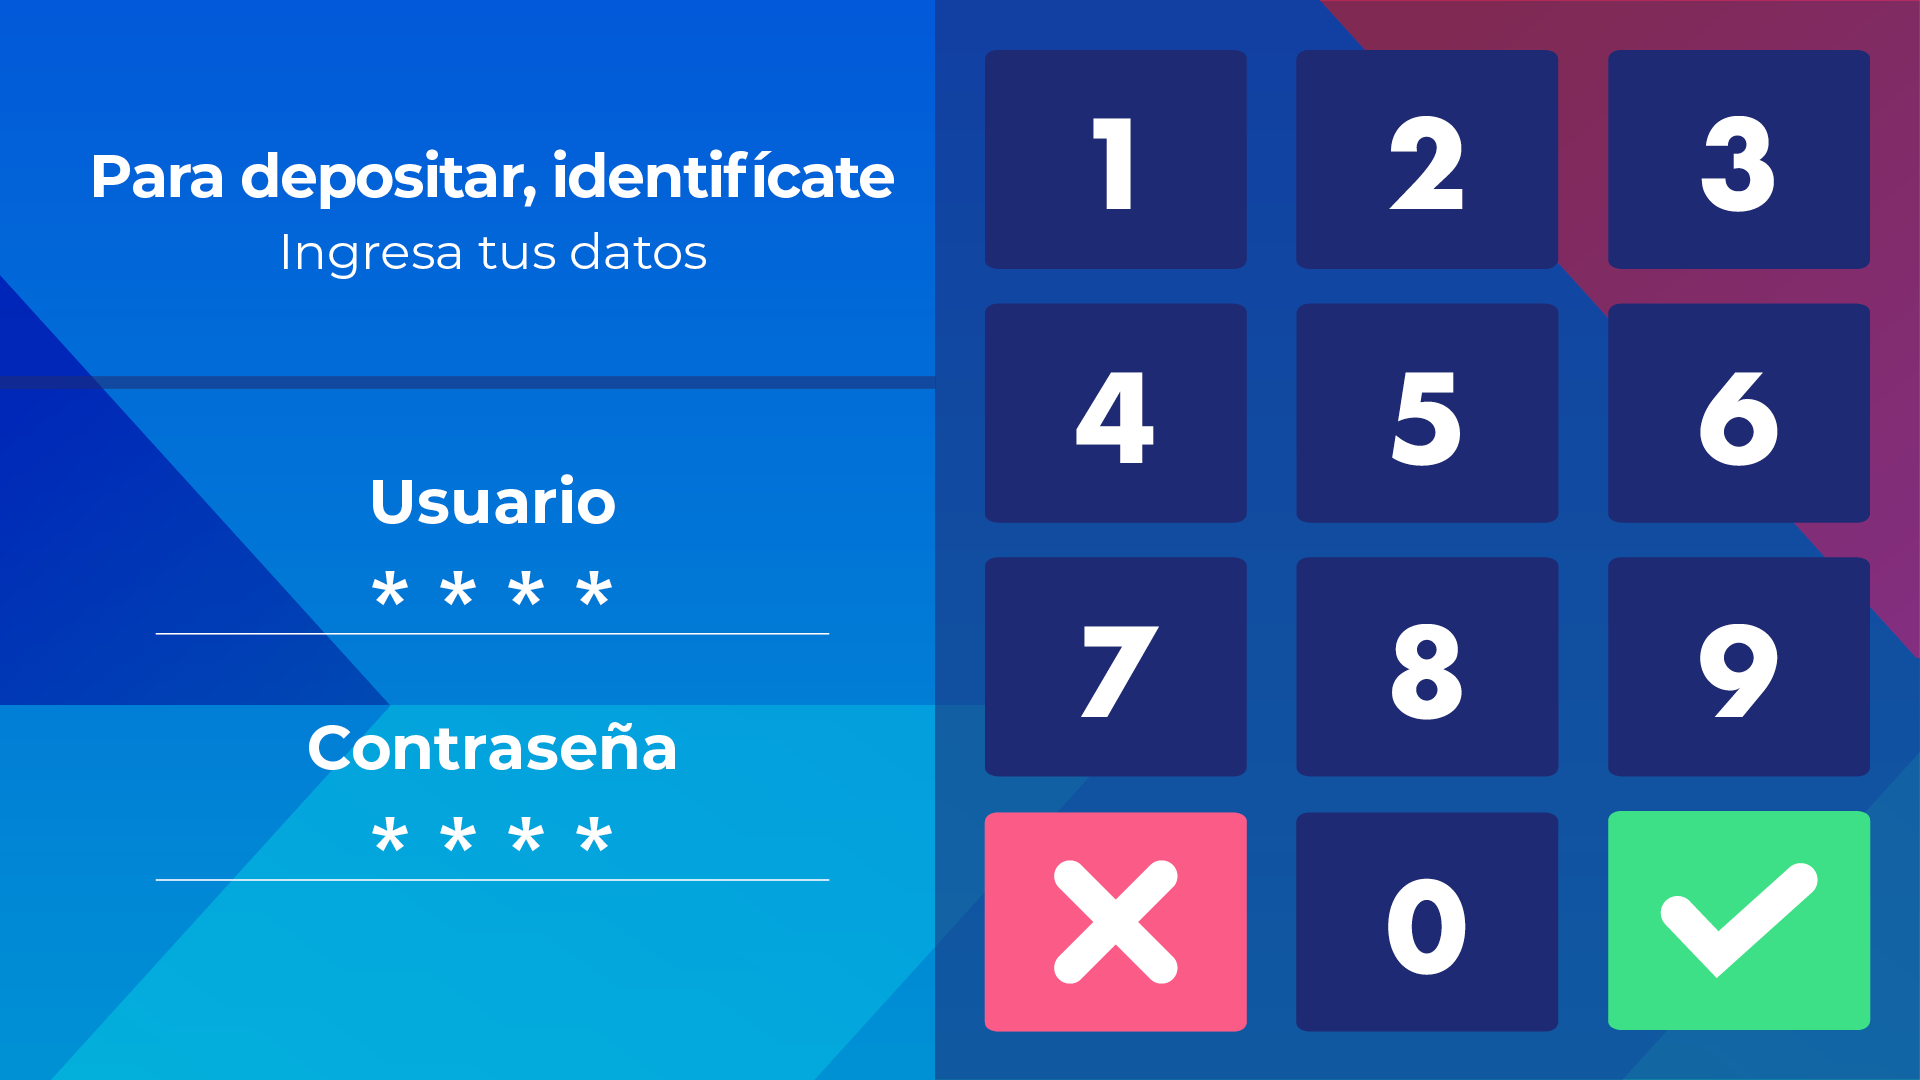 Para depositar, identifícate
Ingresa tus datos
Usuario
* * * *
Contraseña
* * * *
1 2 3
4 5 6
7 8 9
0